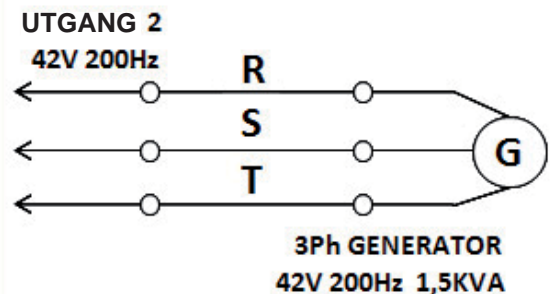 UTGANG 2
42V 200Hz
R
S
G
T
3Ph GENERATOR
42V 200Hz 1,5KVA